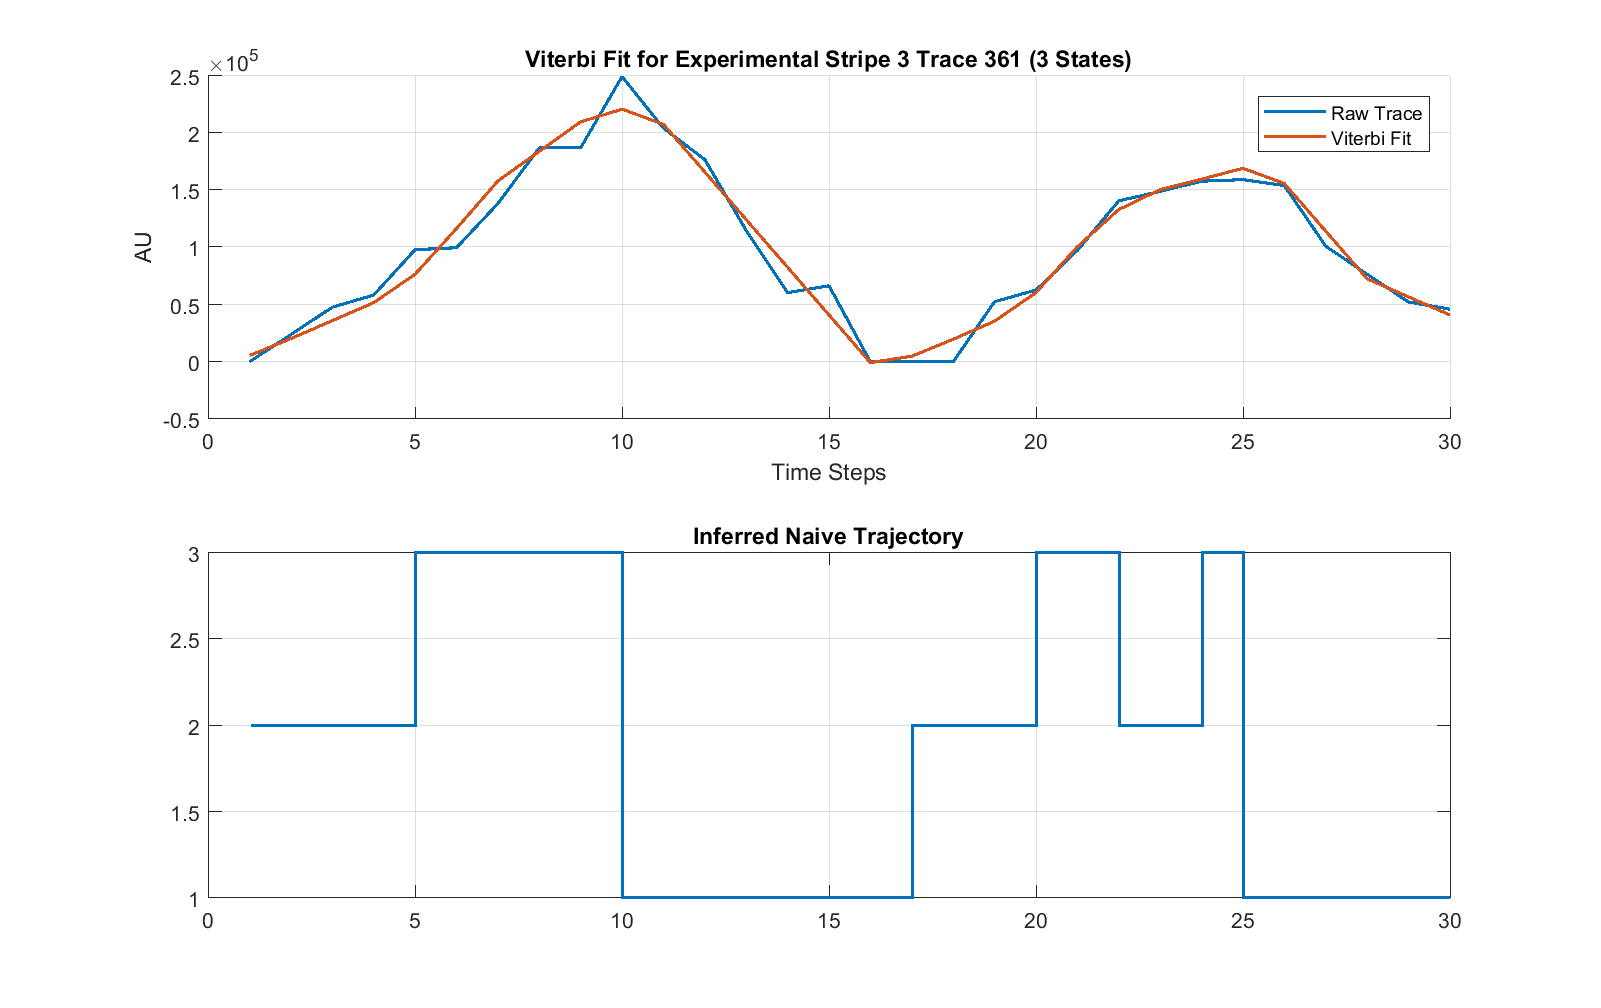 Viterbi Fit for Experimental Stripe 3 Trace 361 (3 States)
×10^5
2.5
2
1.5
1
0.5
0
-0.5
AU
Raw Trace
Viterbi Fit
0 5 10 15 20 25 30
Time Steps
Inferred Naive Trajectory
3
2.5
2
1.5
1
0 5 10 15 20 25 30